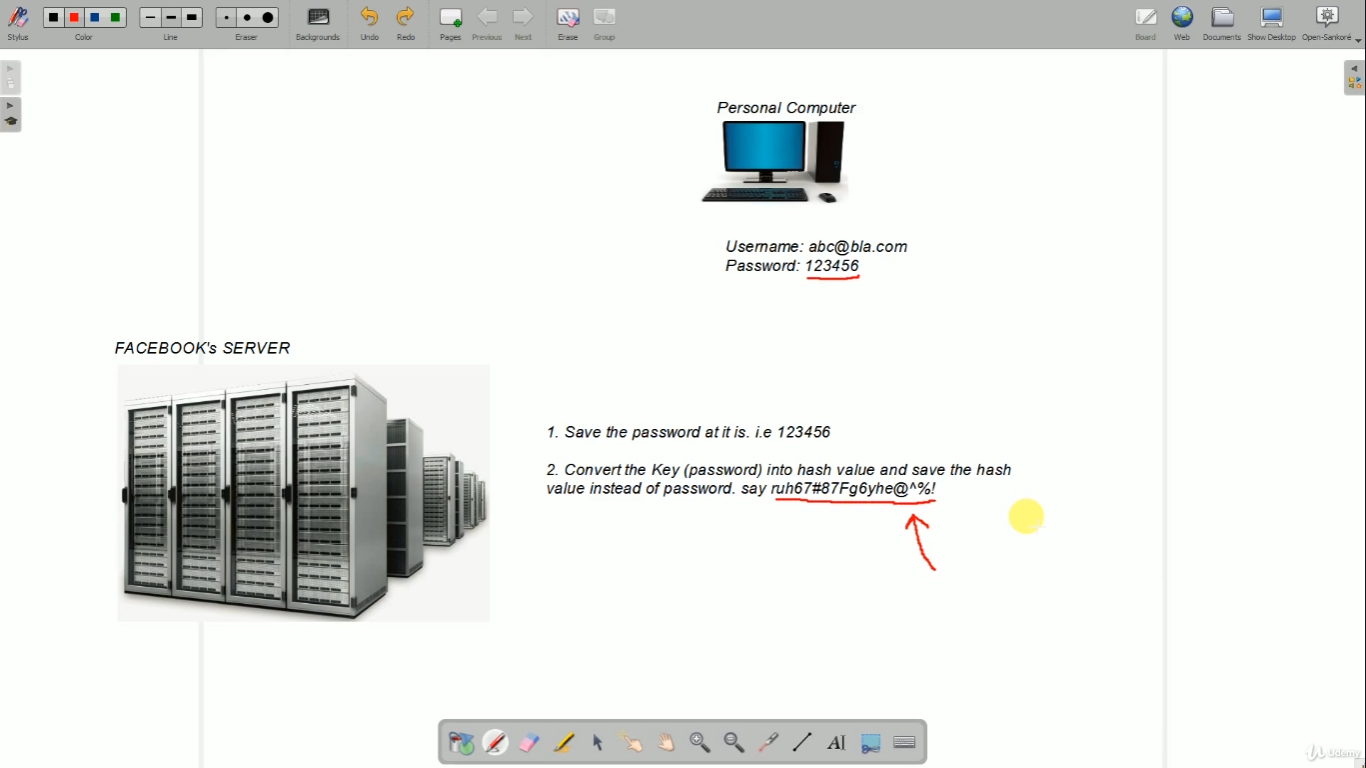 Stylus
Color
Line
Eraser
Backgrounds
Undo
Redo
Pages
Previous
Next
Erase
Group
Board
Web
Documents
Show Desktop
Open-Sankoré
Personal Computer
Username: abc@bla.com
Password: 123456
FACEBOOK's SERVER
1. Save the password at it is. i.e 123456
2. Convert the Key (password) into hash value and save the hash
value instead of password. say ruh67#87Fg6yhe@^%!
AI
Udemy